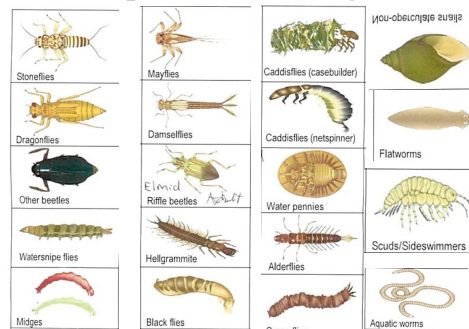 Stoneflies
Mayflies
Caddisflies (casebuilder)
Non-operculate snails
Dragonflies
Damselflies
Caddisflies (netspinner)
Flatworms
Other beetles
Elmid
Adult
Riffle beetles
Water pennies
Scuds/Sideswimmers
Watersnipe flies
Hellgrammite
Alderflies
Midges
Black flies
Aquatic worms